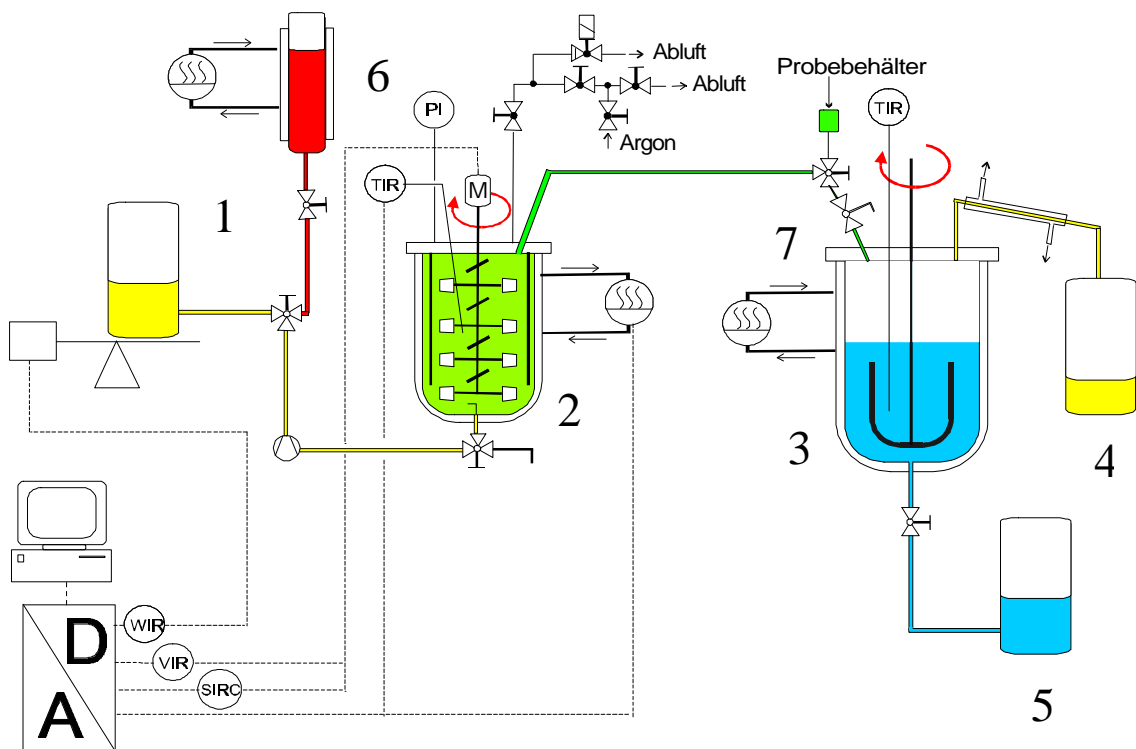 6
Abluft
Abluft
Probebehälter
PI
TIR
Argon
TIR
M
1
7
2
3
4
WIR
D
VIR
SIRC
A
5